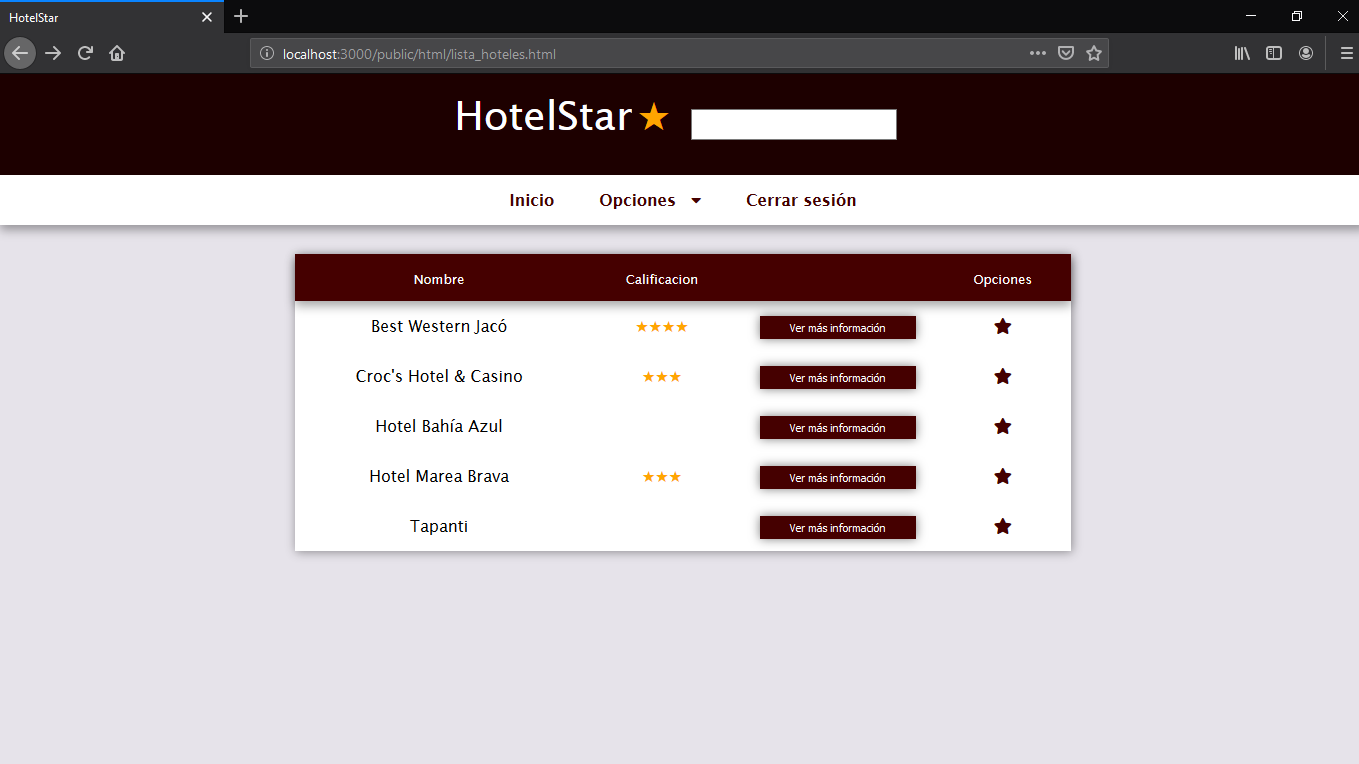 HotelStar
localhost:3000/public/html/lista_hoteles.html
HotelStar★
Inicio Opciones Cerrar sesión
Nombre Calificacion Opciones
Best Western Jacó ★★★★ Ver más información ★
Croc's Hotel & Casino ★★★ Ver más información ★
Hotel Bahía Azul Ver más información ★
Hotel Marea Brava ★★★ Ver más información ★
Tapanti Ver más información ★